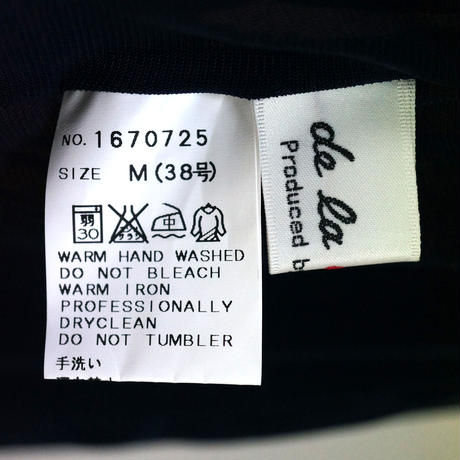 NO. 1670725
SIZE M (38号)
弱
30
WARM HAND WASHED
DO NOT BLEACH
WARM IRON
PROFESSIONALLY
DRYCLEAN
DO NOT TUMBLER
手洗い
de la
Produced b